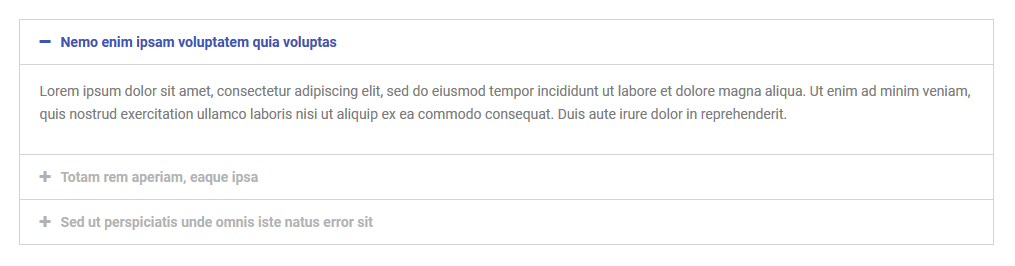 Nemo enim ipsam voluptatem quia voluptas
Lorem ipsum dolor sit amet, consectetur adipiscing elit, sed do eiusmod tempor incididunt ut labore et dolore magna aliqua. Ut enim ad minim veniam,
quis nostrud exercitation ullamco laboris nisi ut aliquip ex ea commodo consequat. Duis aute irure dolor in reprehenderit.
Totam rem aperiam, eaque ipsa
Sed ut perspiciatis unde omnis iste natus error sit